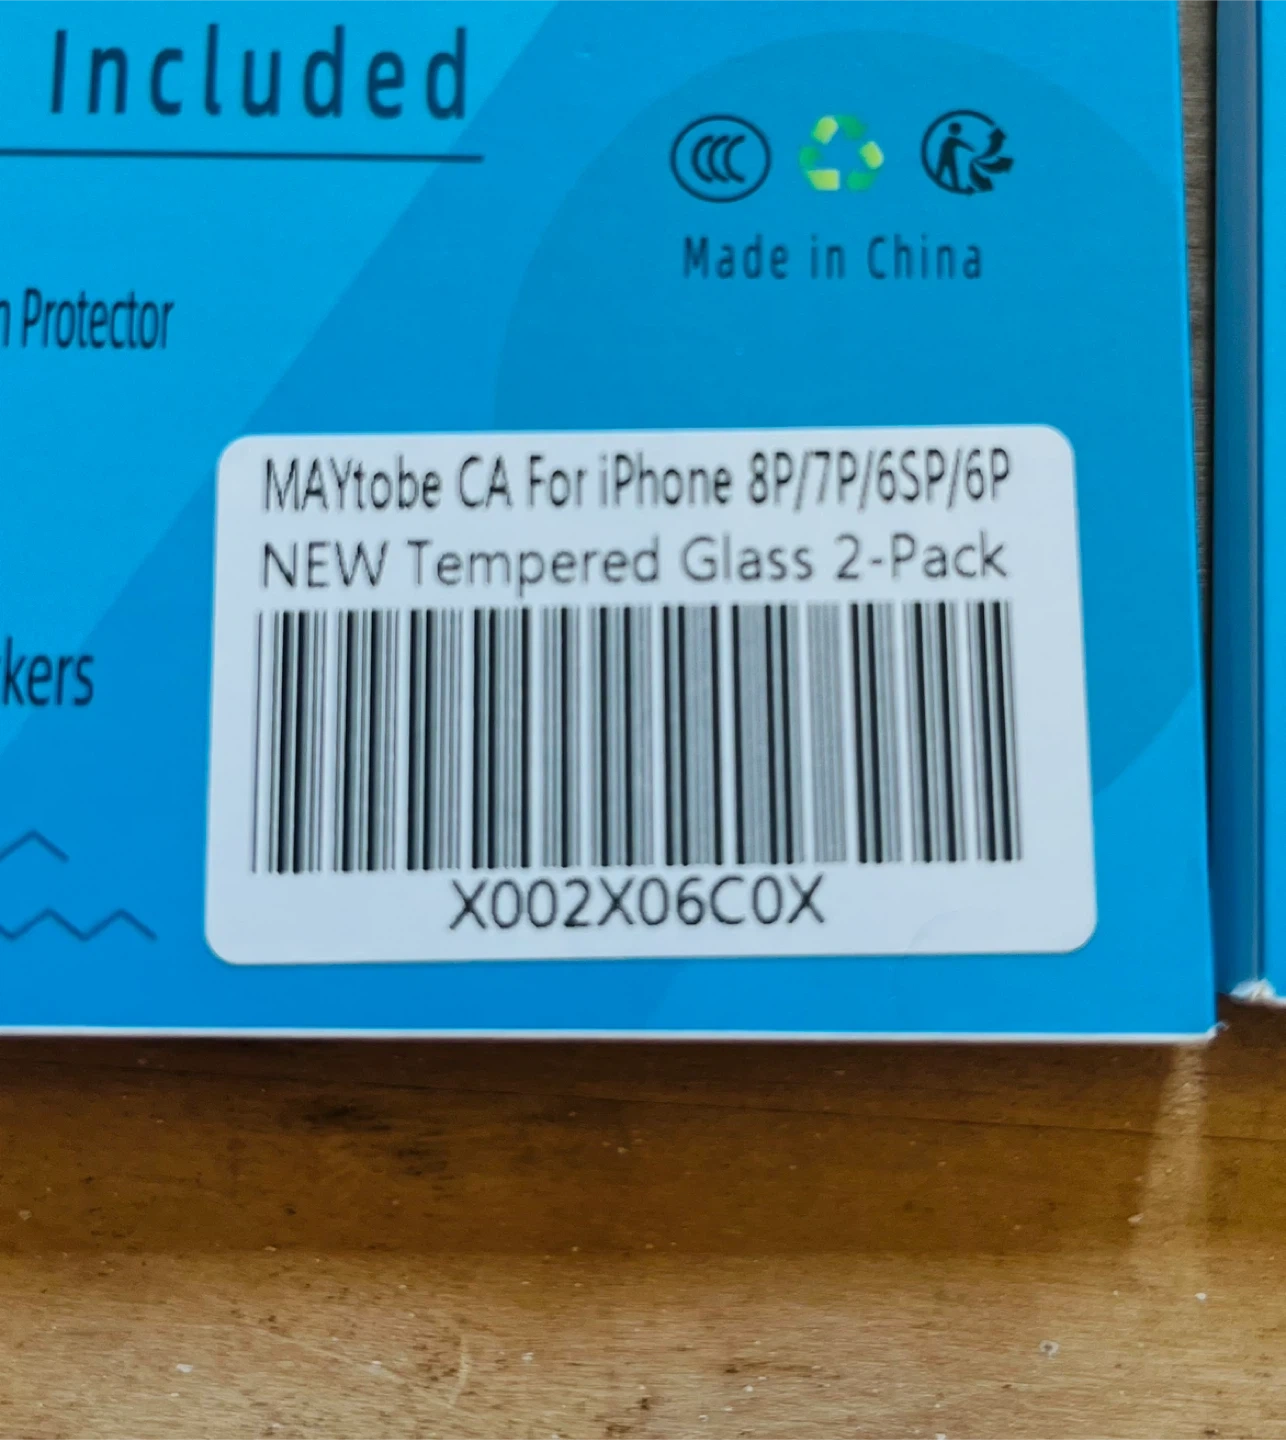 Included
CCC
Made in China
Protector
MAYtobe CA For iPhone 8P/7P/6SP/6P
NEW Tempered Glass 2-Pack
kers
X002X06C0X